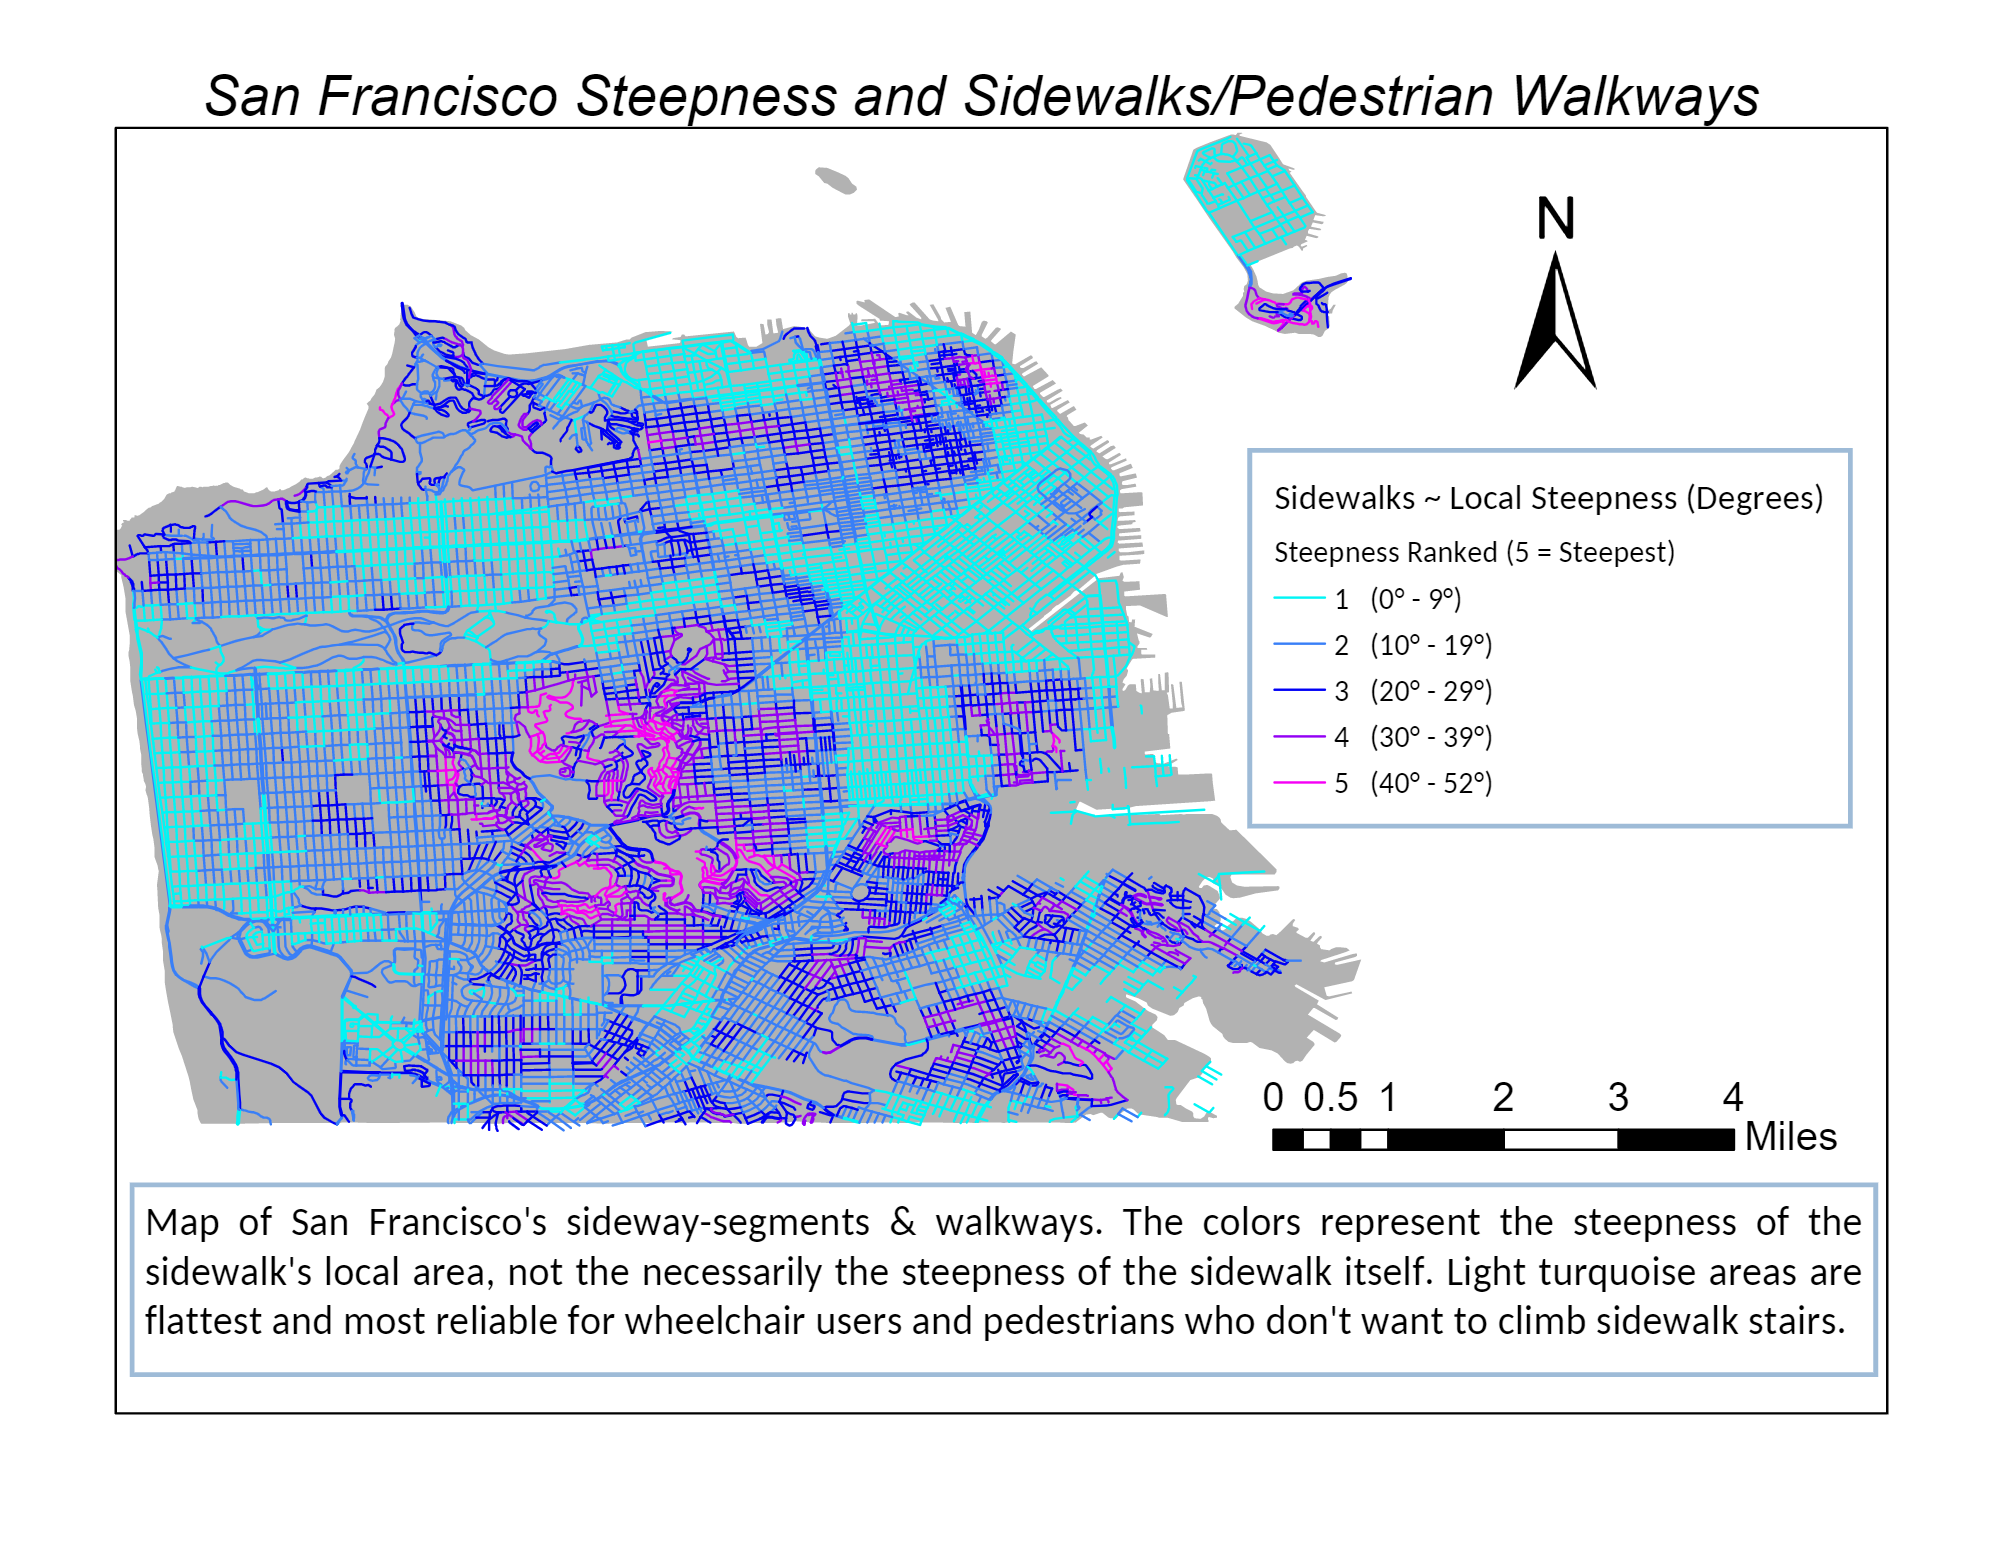 San Francisco Steepness and Sidewalks/Pedestrian Walkways
N
Sidewalks ~ Local Steepness (Degrees)
Steepness Ranked (5 = Steepest)
1 (0° - 9°)
2 (10° - 19°)
3 (20° - 29°)
4 (30° - 39°)
5 (40° - 52°)
0 0.5 1 2 3 4
Miles
Map of San Francisco's sideway-segments & walkways. The colors represent the steepness of the
sidewalk's local area, not the necessarily the steepness of the sidewalk itself. Light turquoise areas are
flattest and most reliable for wheelchair users and pedestrians who don't want to climb sidewalk stairs.